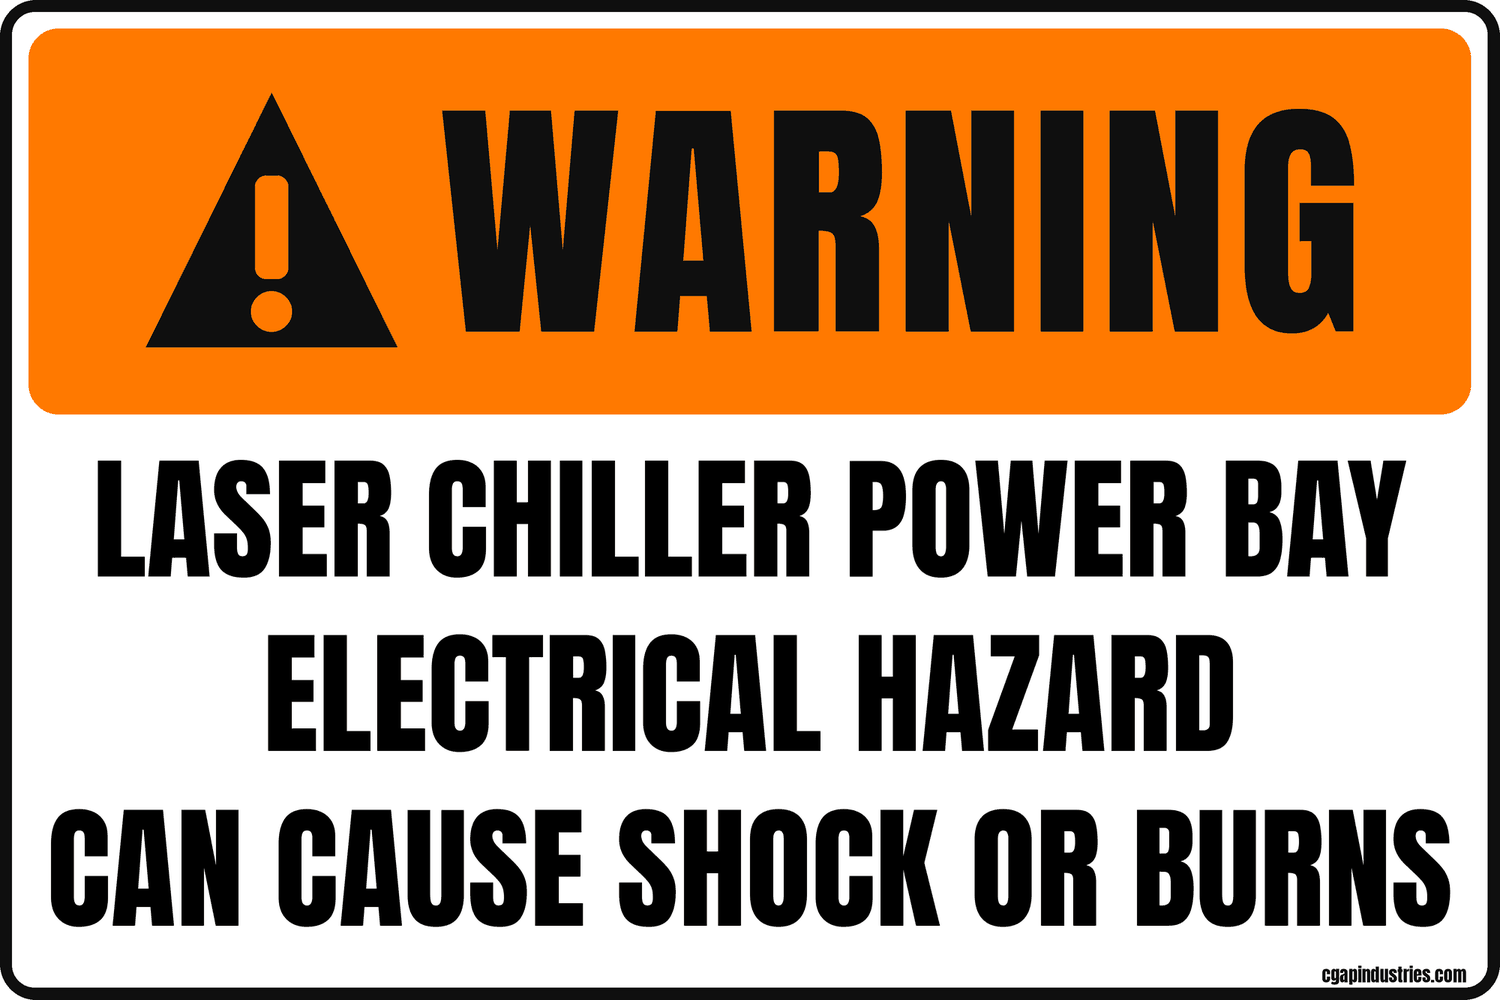 WARNING
LASER CHILLER POWER BAY
ELECTRICAL HAZARD
CAN CAUSE SHOCK OR BURNS
cgapindustries.com